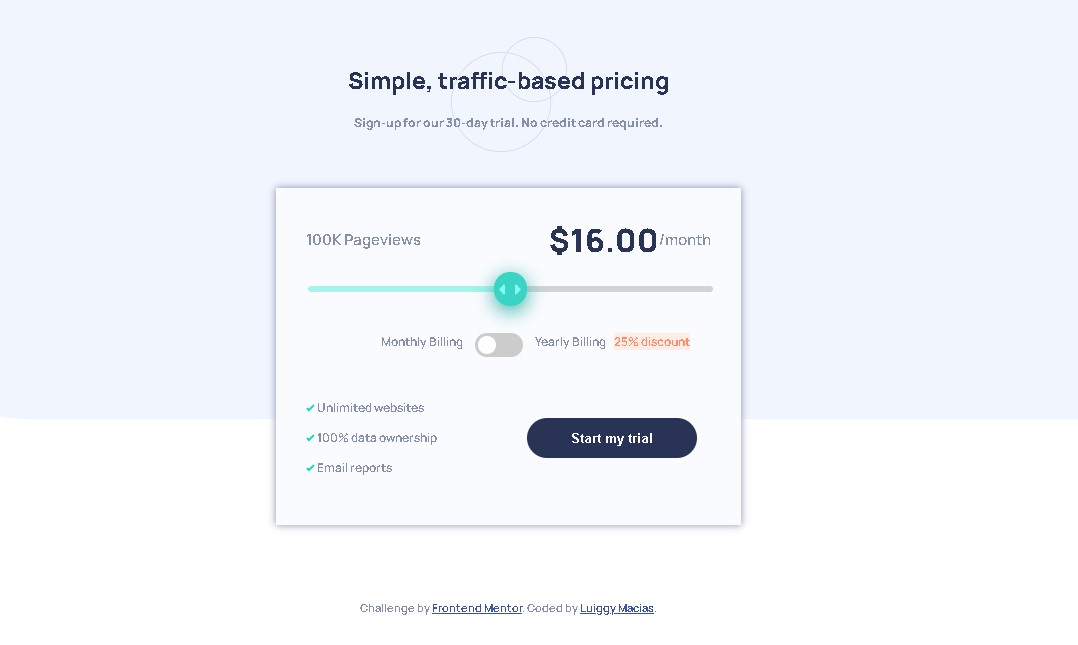 Simple, traffic-based pricing
Sign-up for our 30-day trial. No credit card required.
100K Pageviews $16.00/month
Monthly Billing Yearly Billing 25% discount
✔ Unlimited websites
✔ 100% data ownership
Start my trial
✔ Email reports
Challenge by Frontend Mentor. Coded by Luiggy Macias.